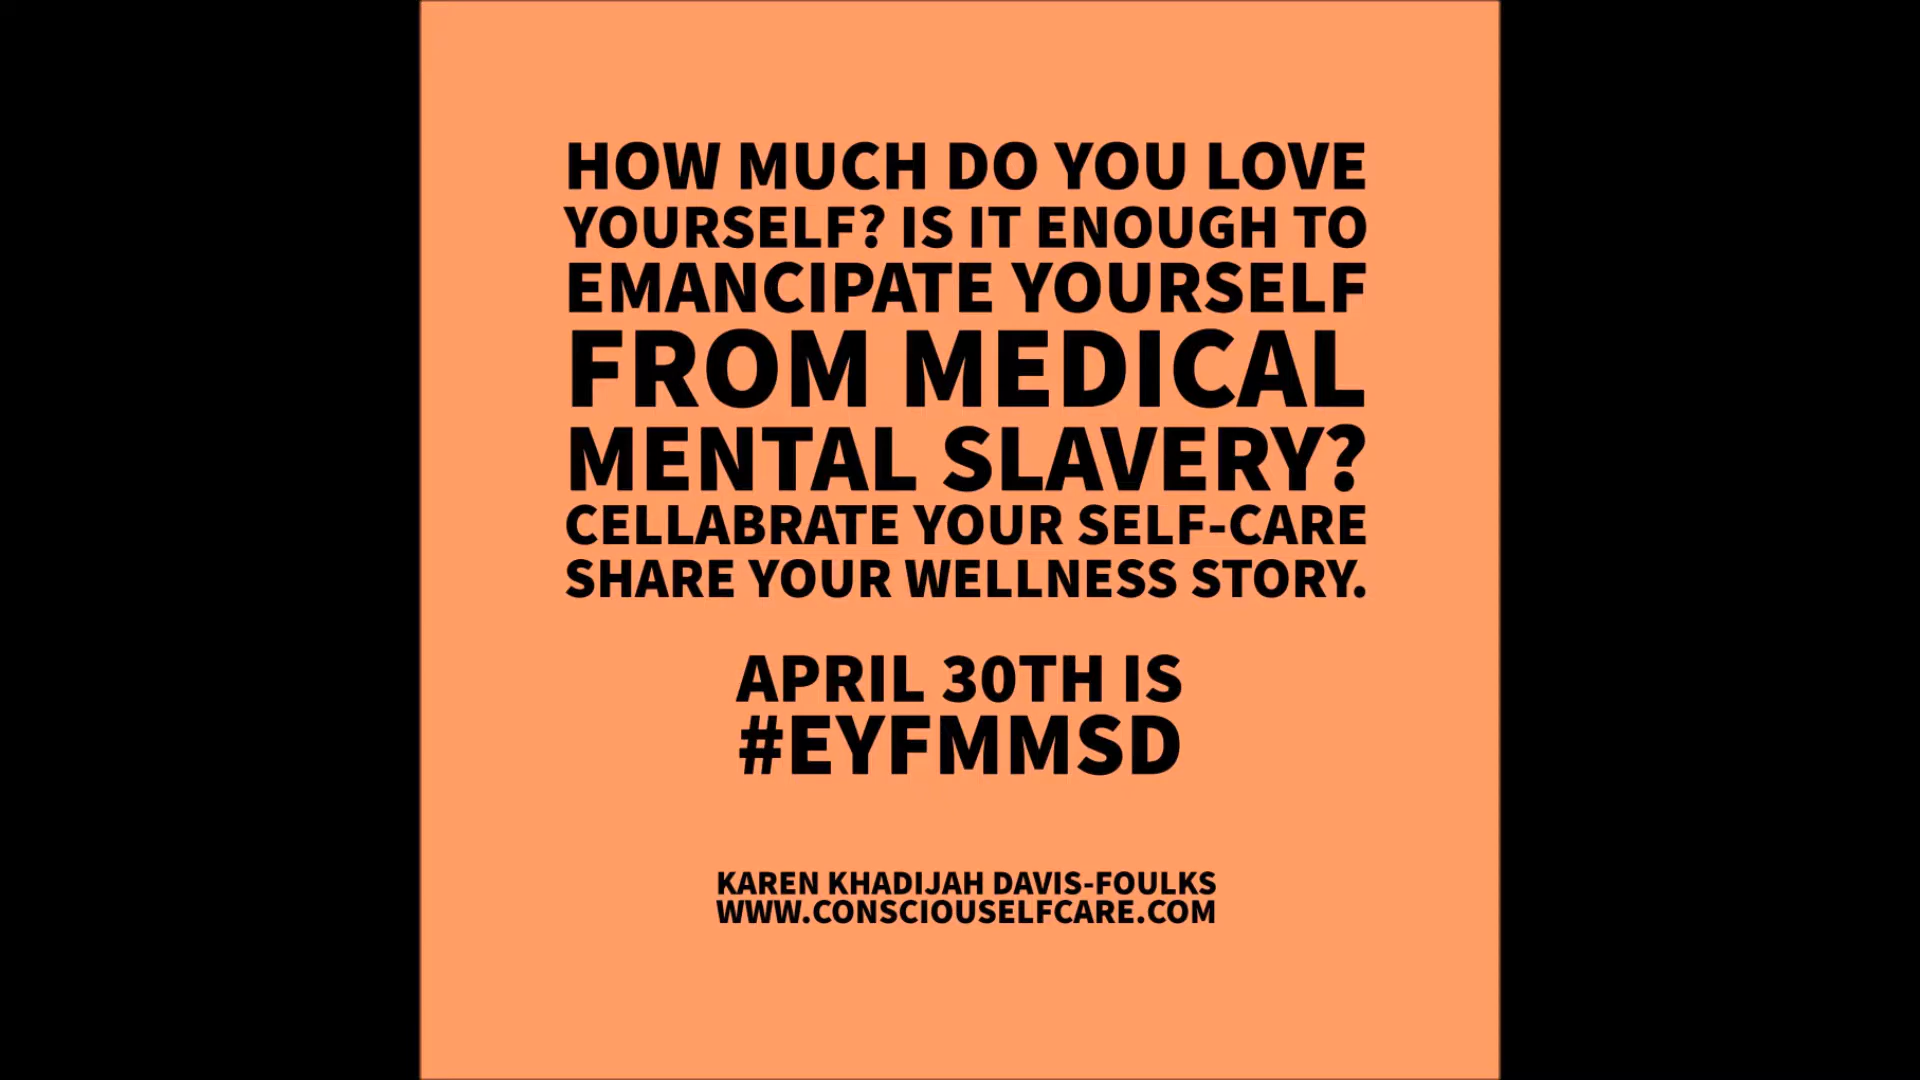 HOW MUCH DO YOU LOVE
YOURSELF? IS IT ENOUGH TO
EMANCIPATE YOURSELF
FROM MEDICAL
MENTAL SLAVERY?
CELLABRATE YOUR SELF-CARE
SHARE YOUR WELLNESS STORY.
APRIL 30TH IS
#EYFMMSD
KAREN KHADIJAH DAVIS-FOULKS
WWW.CONSCIOUSELFCARE.COM